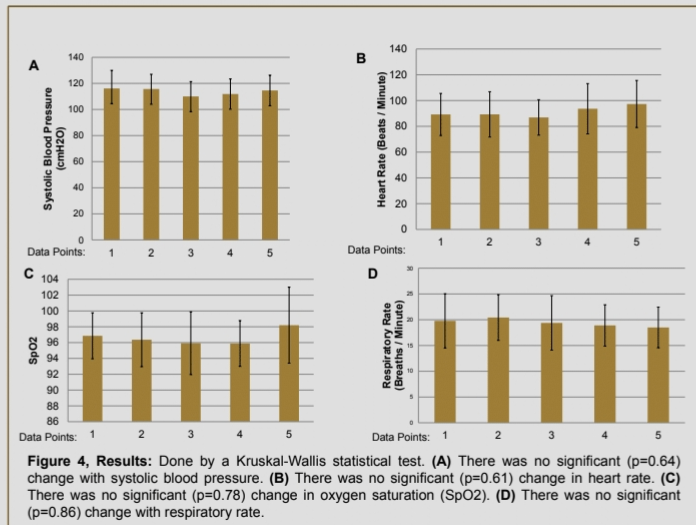 A
Systolic Blood Pressure
(cmH2O)
140
120
100
80
60
40
20
0
Data Points: 1 2 3 4 5
B
Heart Rate (Beats / Minute)
140
120
100
80
60
40
20
0
Data Points: 1 2 3 4 5
C
SpO2
104
102
100
98
96
94
92
90
88
86
Data Points: 1 2 3 4 5
D
Respiratory Rate
(Breaths / Minute)
30
25
20
15
10
5
0
Data Points: 1 2 3 4 5
Figure 4, Results: Done by a Kruskal-Wallis statistical test. (A) There was no significant (p=0.64)
change with systolic blood pressure. (B) There was no significant (p=0.61) change in heart rate. (C)
There was no significant (p=0.78) change in oxygen saturation (SpO2). (D) There was no significant
(p=0.86) change with respiratory rate.